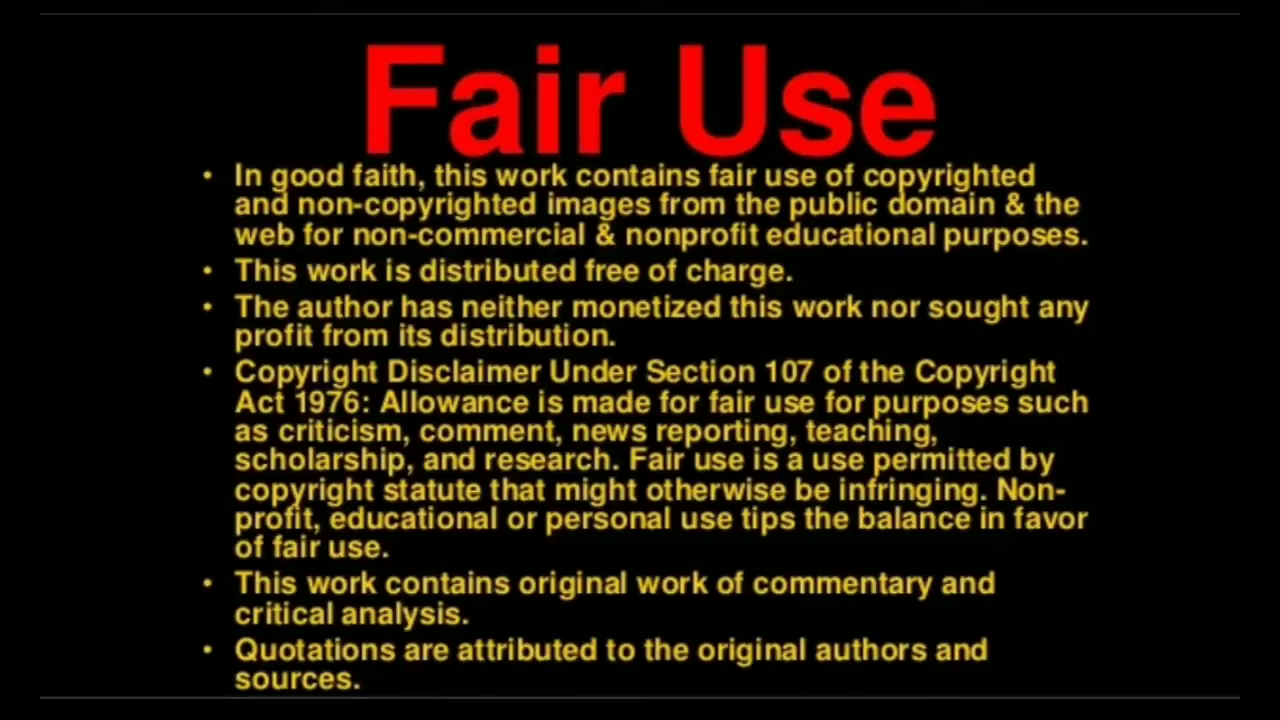 Fair Use
• In good faith, this work contains fair use of copyrighted
and non-copyrighted images from the public domain & the
web for non-commercial & nonprofit educational purposes.
• This work is distributed free of charge.
• The author has neither monetized this work nor sought any
profit from its distribution.
• Copyright Disclaimer Under Section 107 of the Copyright
Act 1976: Allowance is made for fair use for purposes such
as criticism, comment, news reporting, teaching,
scholarship, and research. Fair use is a use permitted by
copyright statute that might otherwise be infringing. Non-
profit, educational or personal use tips the balance in favor
of fair use.
• This work contains original work of commentary and
critical analysis.
• Quotations are attributed to the original authors and
sources.